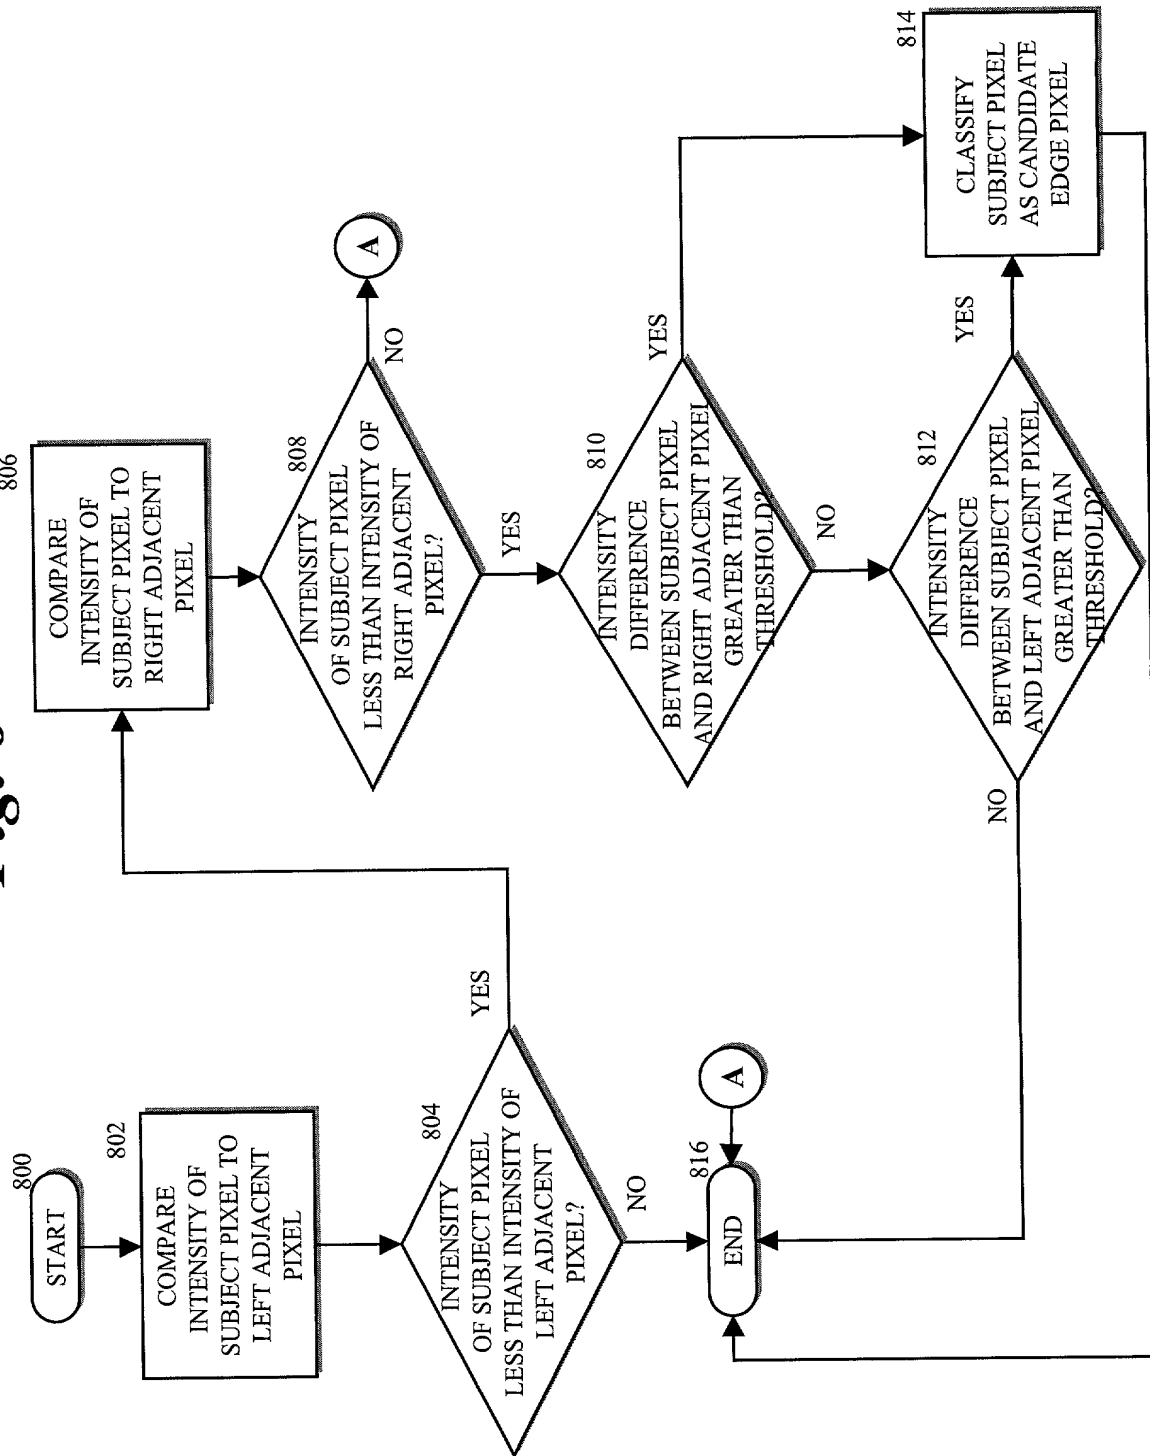 800
START
802
COMPARE
INTENSITY OF
SUBJECT PIXEL TO
LEFT ADJACENT
PIXEL
804
INTENSITY
OF SUBJECT PIXEL
LESS THAN INTENSITY OF
LEFT ADJACENT
PIXEL?
YES
NO
816
END
A
806
COMPARE
INTENSITY OF
SUBJECT PIXEL TO
RIGHT ADJACENT
PIXEL
808
INTENSITY
OF SUBJECT PIXEL
LESS THAN INTENSITY OF
RIGHT ADJACENT
PIXEL?
NO
A
YES
810
INTENSITY
DIFFERENCE
BETWEEN SUBJECT PIXEL
AND RIGHT ADJACENT PIXEL
GREATER THAN
THRESHOLD?
YES
NO
812
INTENSITY
DIFFERENCE
BETWEEN SUBJECT PIXEL
AND LEFT ADJACENT PIXEL
GREATER THAN
THRESHOLD?
YES
NO
814
CLASSIFY
SUBJECT PIXEL
AS CANDIDATE
EDGE PIXEL